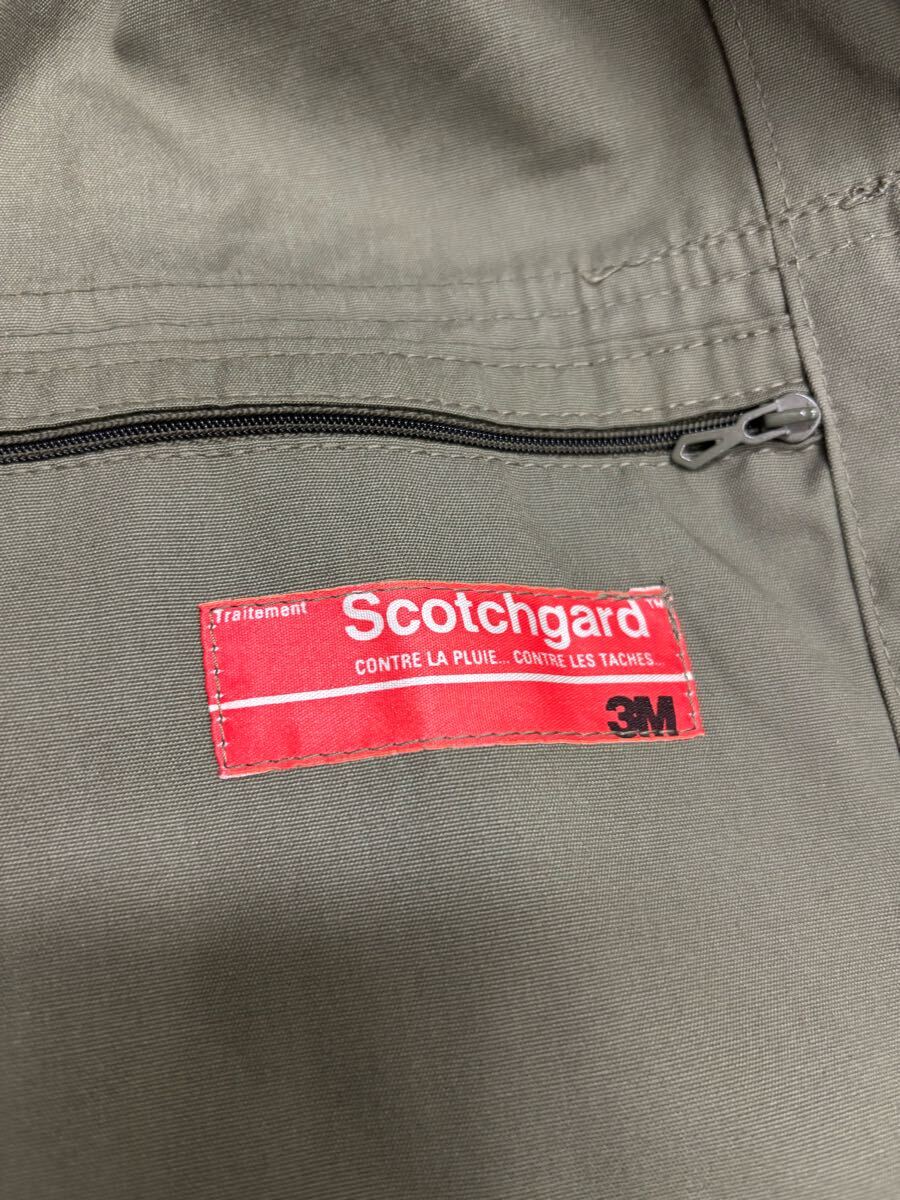 Traitement
Scotchgard™
CONTRE LA PLUIE... CONTRE LES TACHES...
3M